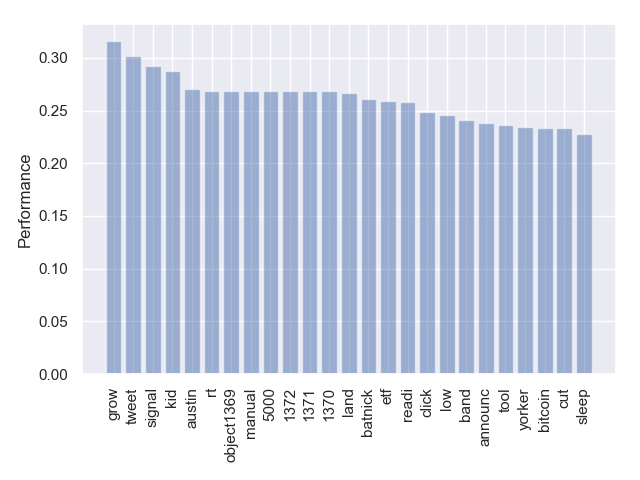 0.30
0.25
0.20
0.15
0.10
0.05
0.00
Performance
grow
tweet
signal
kid
austin
rt
object1369
manual
5000
1372
1371
1370
land
batnick
etf
readi
dick
low
band
announc
tool
yorker
bitcoin
cut
sleep